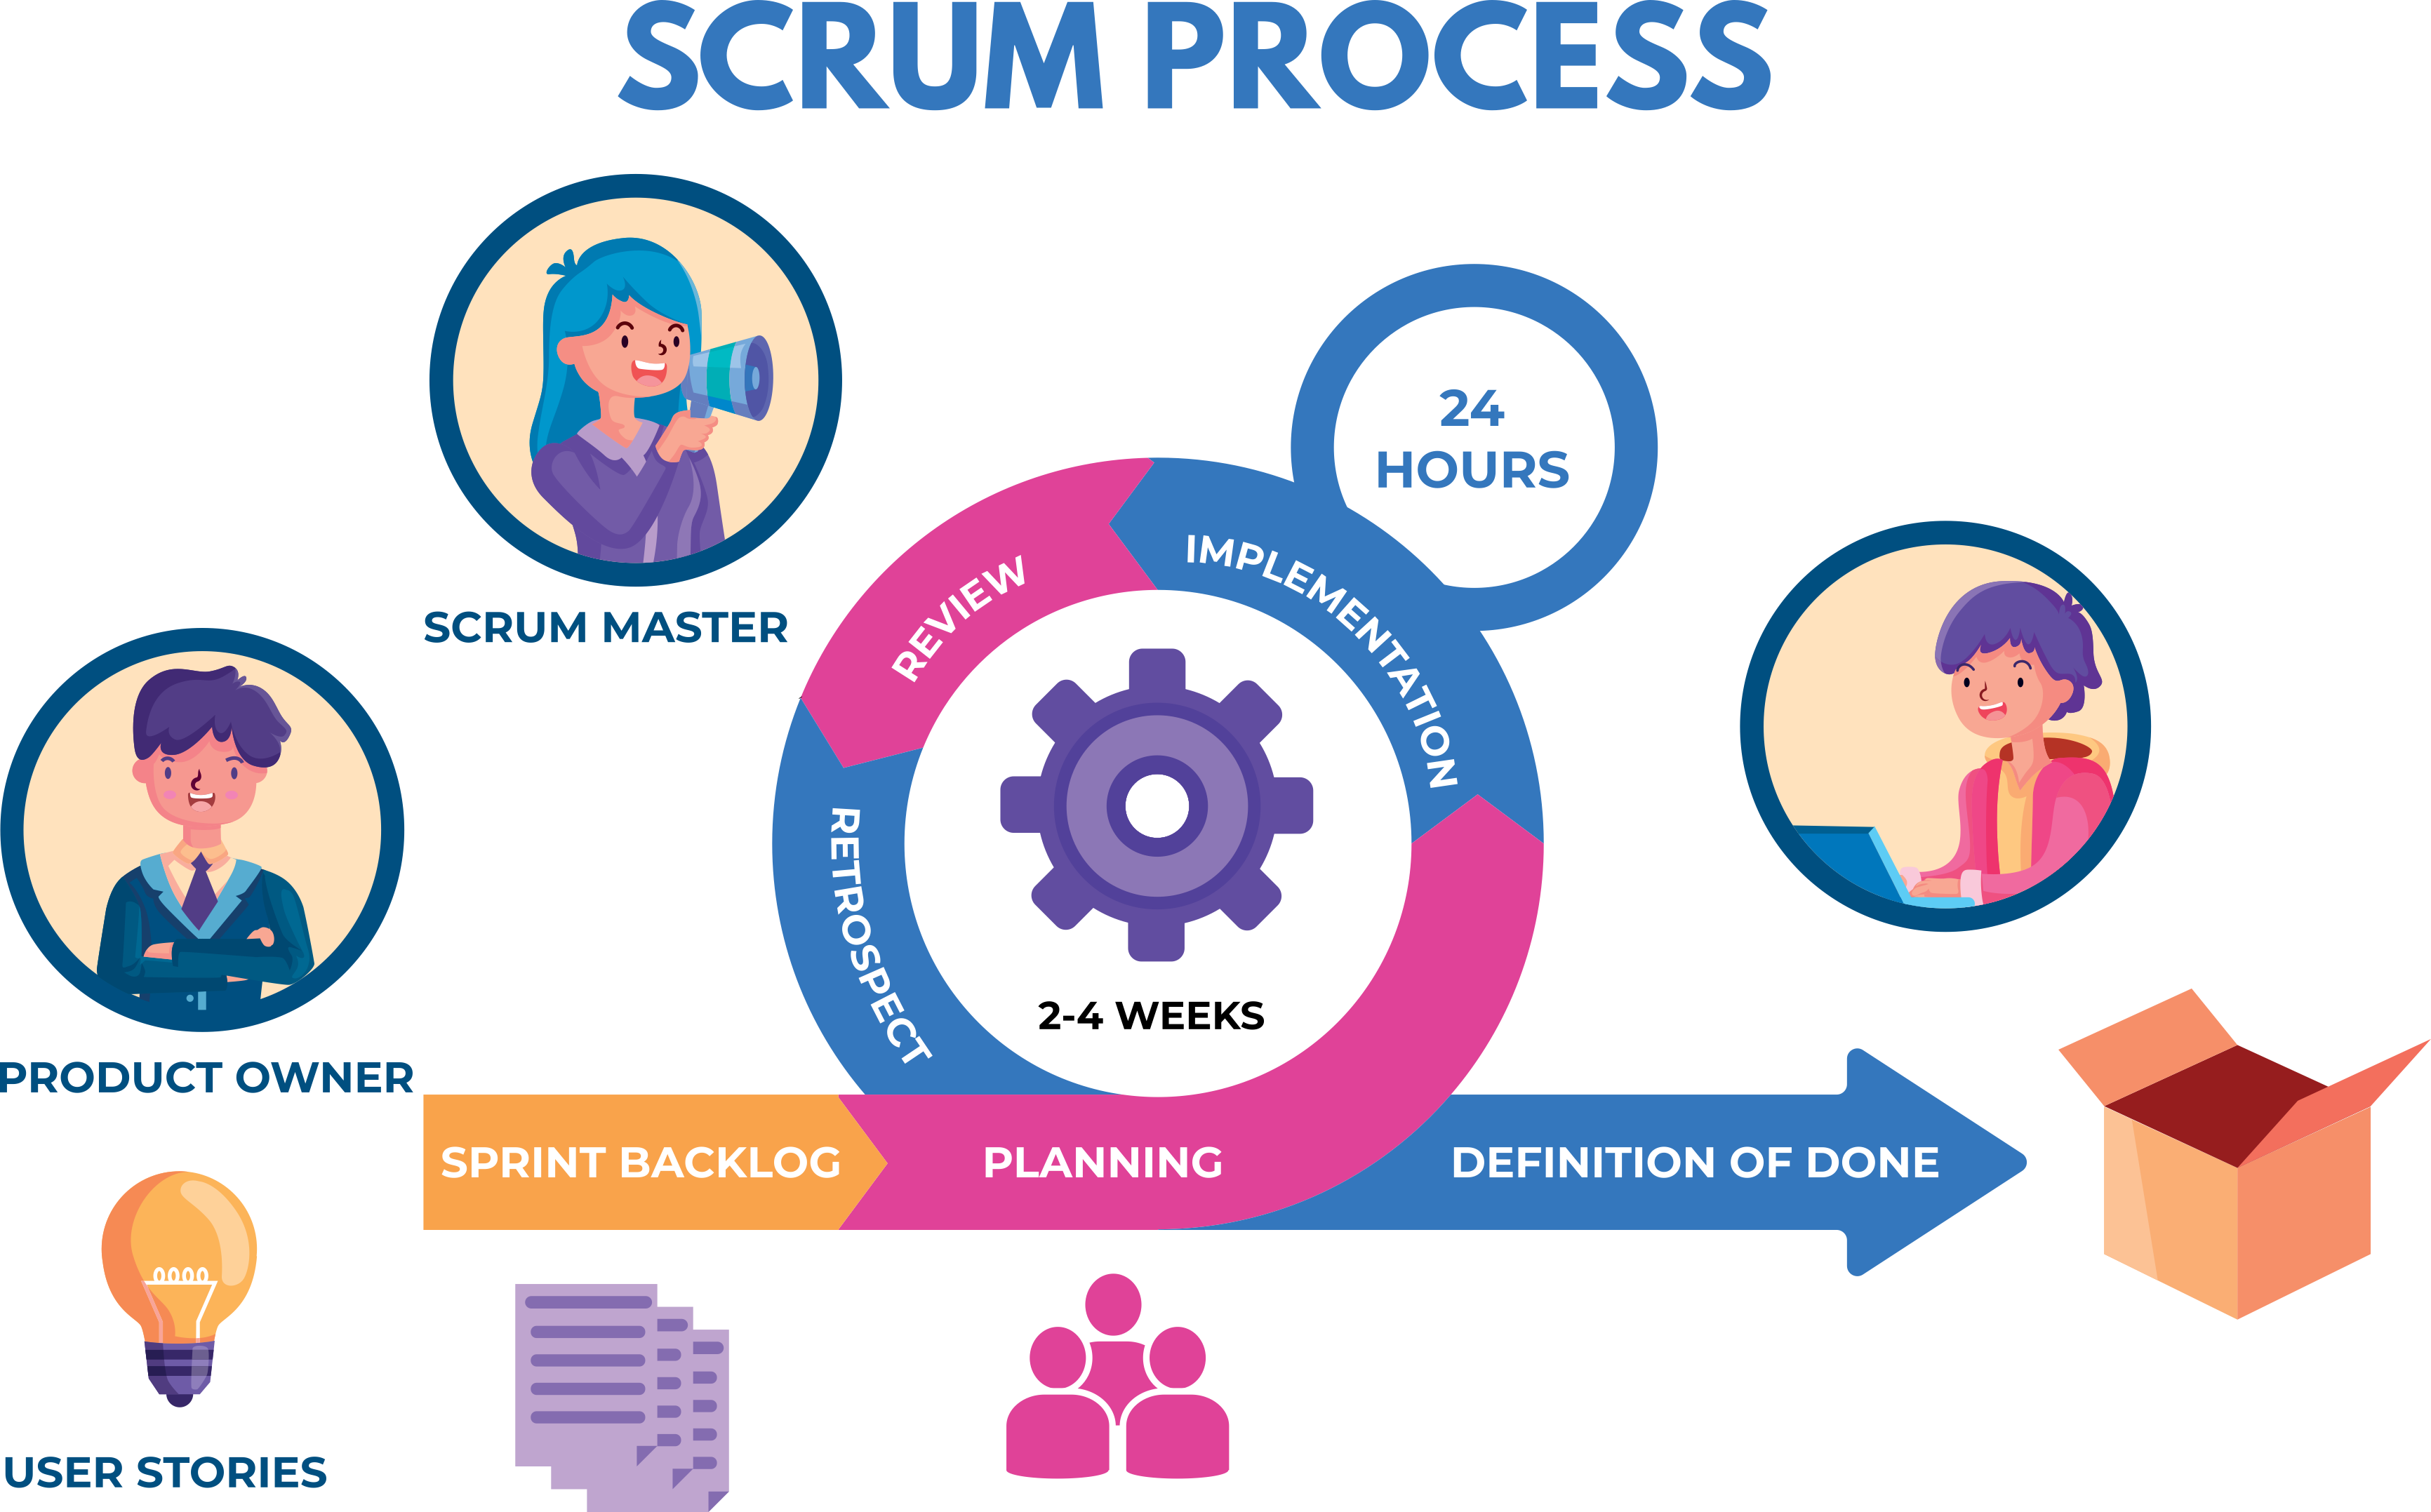 SCRUM PROCESS
24
HOURS
IMPLEMENTATION
REVIEW
SCRUM MASTER
RETROSPECT
2-4 WEEKS
PRODUCT OWNER
SPRINT BACKLOG
PLANNING
DEFINITION OF DONE
USER STORIES